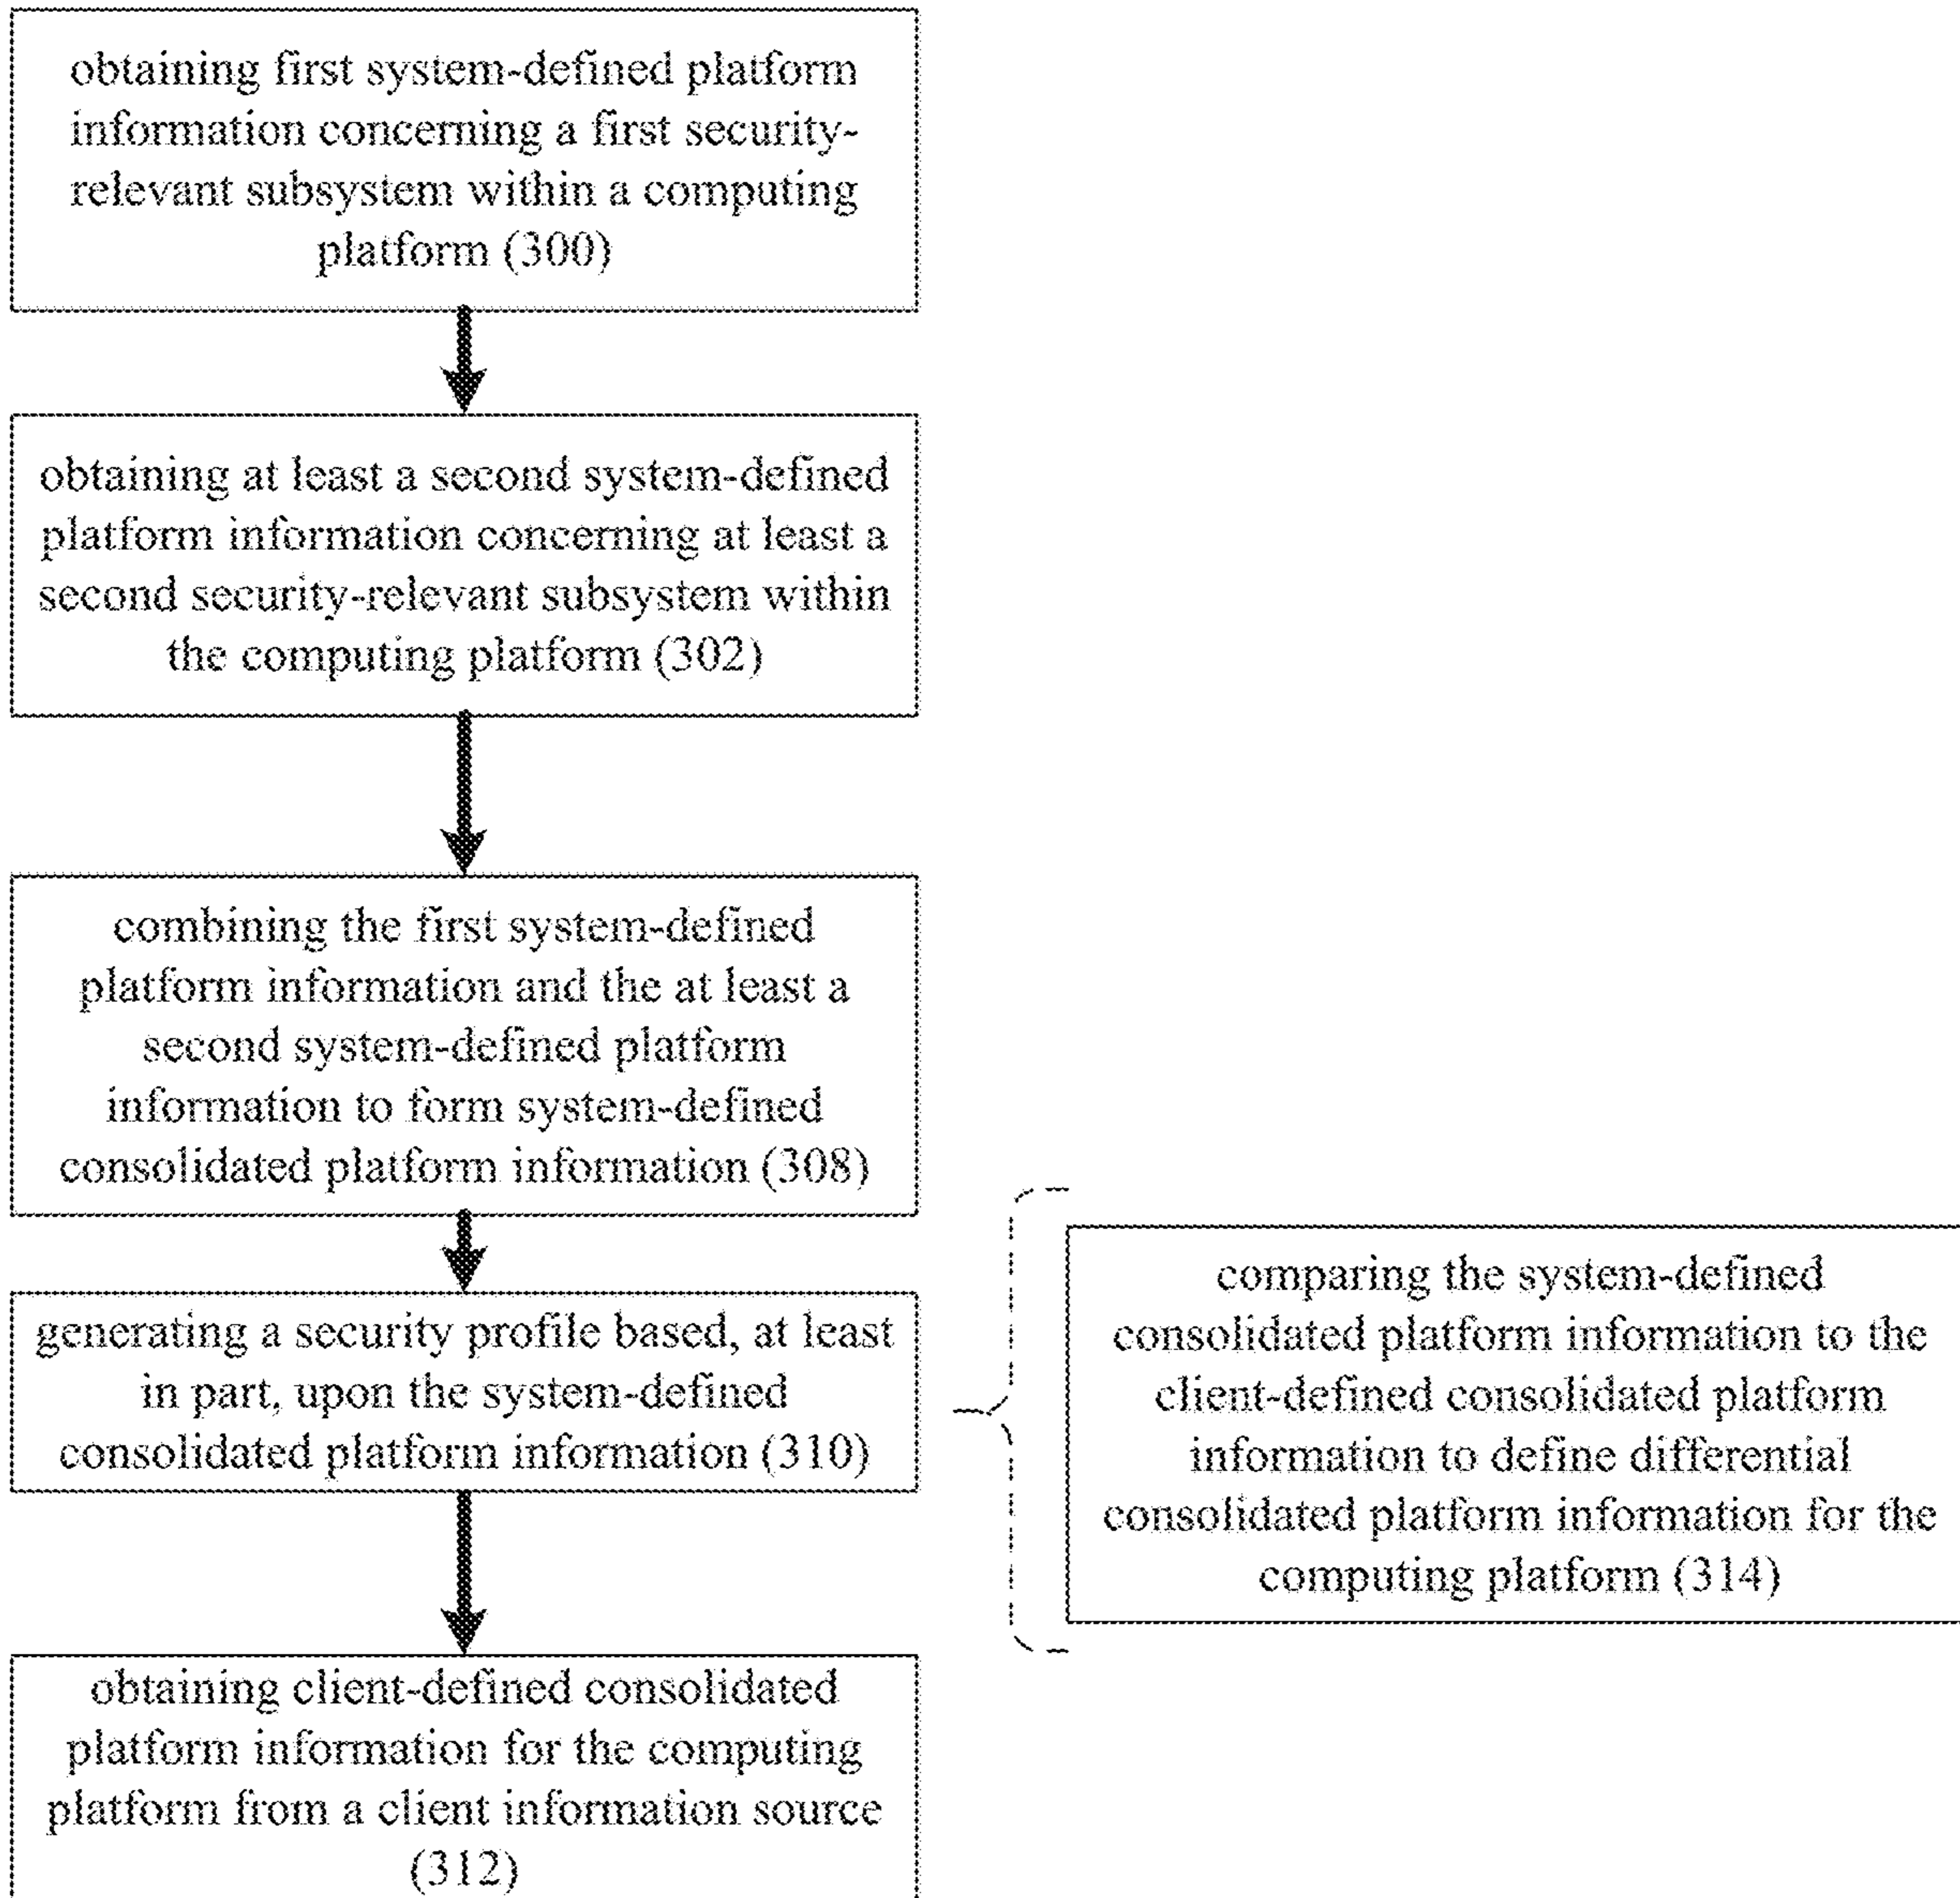 obtaining first system-defined platform
information concerning a first security-
relevant subsystem within a computing
platform (300)
obtaining at least a second system-defined
platform information concerning at least a
second security-relevant subsystem within
the computing platform (302)
combining the first system-defined
platform information and the at least a
second system-defined platform
information to form system-defined
consolidated platform information (308)
generating a security profile based, at least
in part, upon the system-defined
consolidated platform information (310)
comparing the system-defined
consolidated platform information to the
client-defined consolidated platform
information to define differential
consolidated platform information for the
computing platform (314)
obtaining client-defined consolidated
platform information for the computing
platform from a client information source
(312)